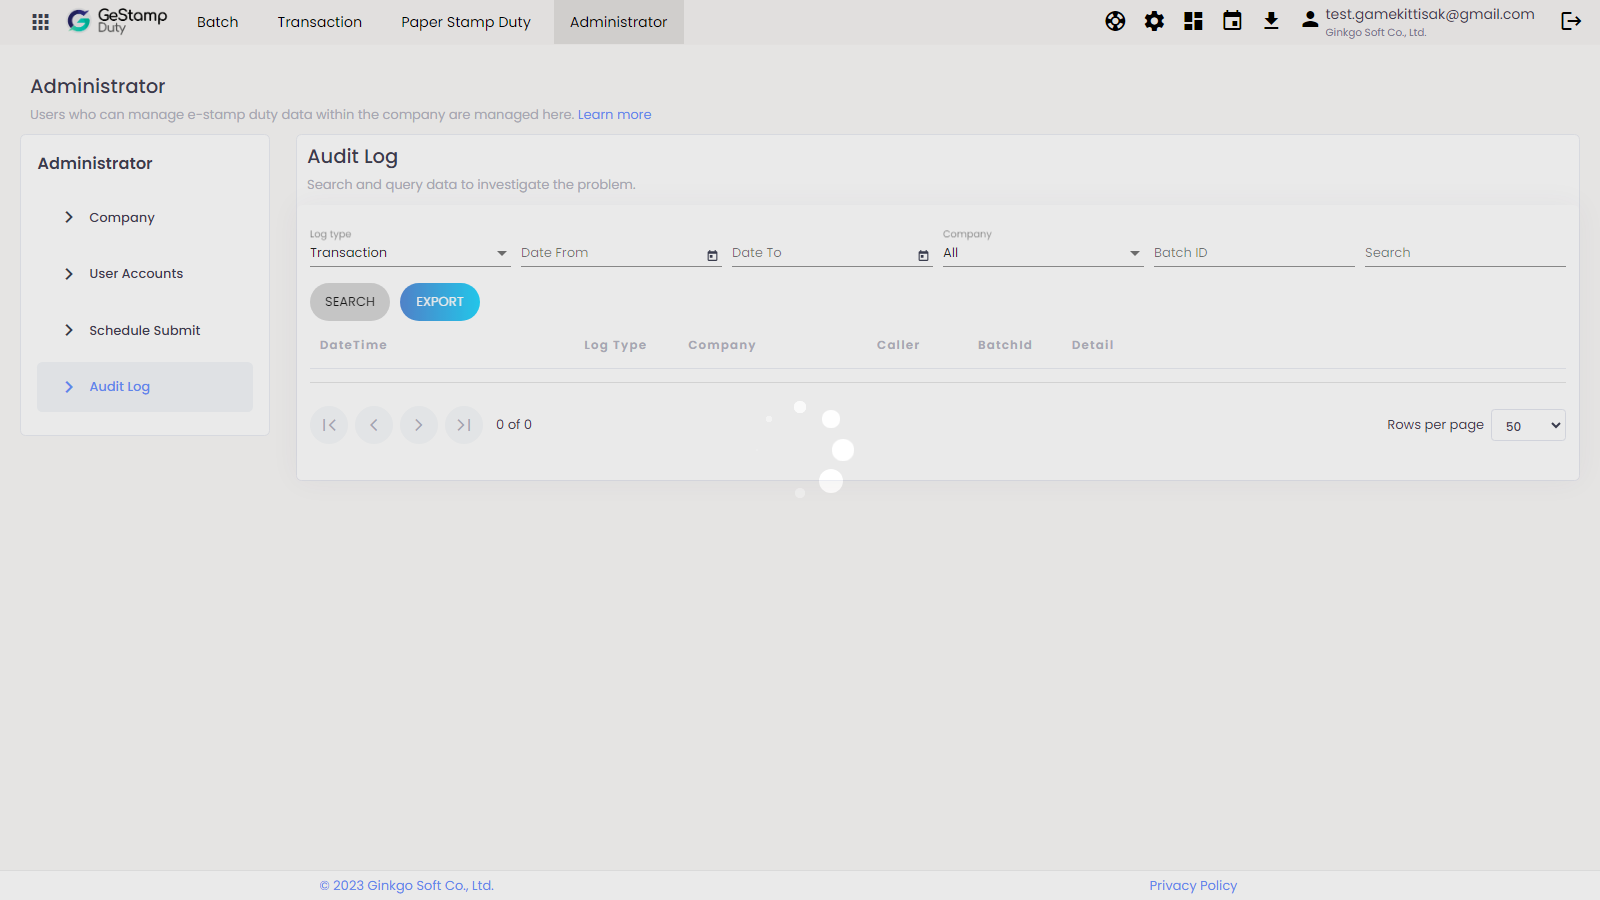 GeStamp
Duty
Batch
Transaction
Paper Stamp Duty
Administrator
test.gamekittisak@gmail.com
Ginkgo Soft Co., Ltd.
Administrator
Users who can manage e-stamp duty data within the company are managed here. Learn more
Administrator
Company
User Accounts
Schedule Submit
Audit Log
Audit Log
Search and query data to investigate the problem.
Log type
Transaction
Date From
Date To
Company
All
Batch ID
Search
SEARCH
EXPORT
DateTime
Log Type
Company
Caller
BatchId
Detail
0 of 0
Rows per page
50
© 2023 Ginkgo Soft Co., Ltd.
Privacy Policy